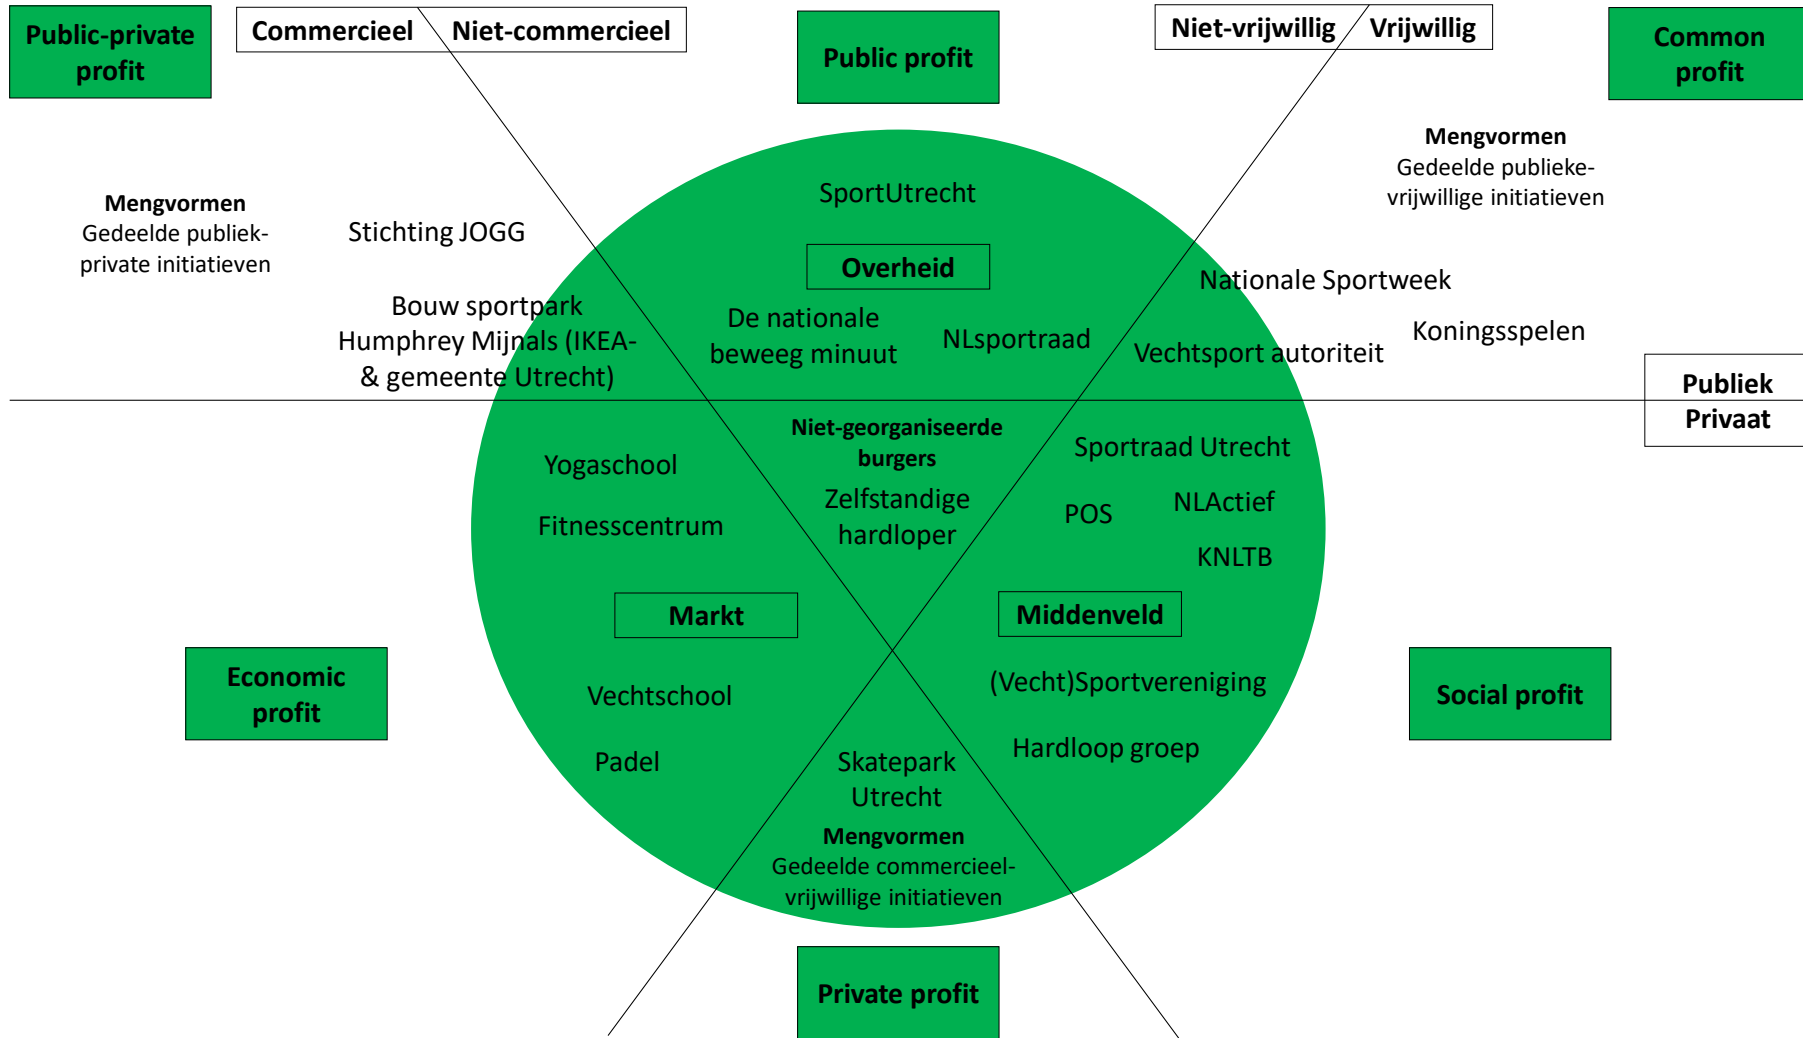 Public-private
profit
Commercieel
Niet-commercieel
Public profit
Niet-vrijwillig
Vrijwillig
Common
profit
Mengvormen
Gedeelde publieke-
vrijwillige initiatieven
Mengvormen
Gedeelde publiek-
private initiatieven
Stichting JOGG
SportUtrecht
Overheid
Nationale Sportweek
Bouw sportpark
Humphrey Mijnals (IKEA-
& gemeente Utrecht)
De nationale
beweeg minuut
NLsportraad
Koningsspelen
Vechtsport autoriteit
Publiek
Privaat
Niet-georganiseerde
burgers
Zelfstandige
hardloper
Yogaschool
Fitnesscentrum
Sportraad Utrecht
NLActief
POS
KNLTB
Markt
Middenveld
Economic
profit
Vechtschool
Padel
(Vecht)Sportvereniging
Hardloop groep
Social profit
Skatepark
Utrecht
Mengvormen
Gedeelde commercieel-
vrijwillige initiatieven
Private profit